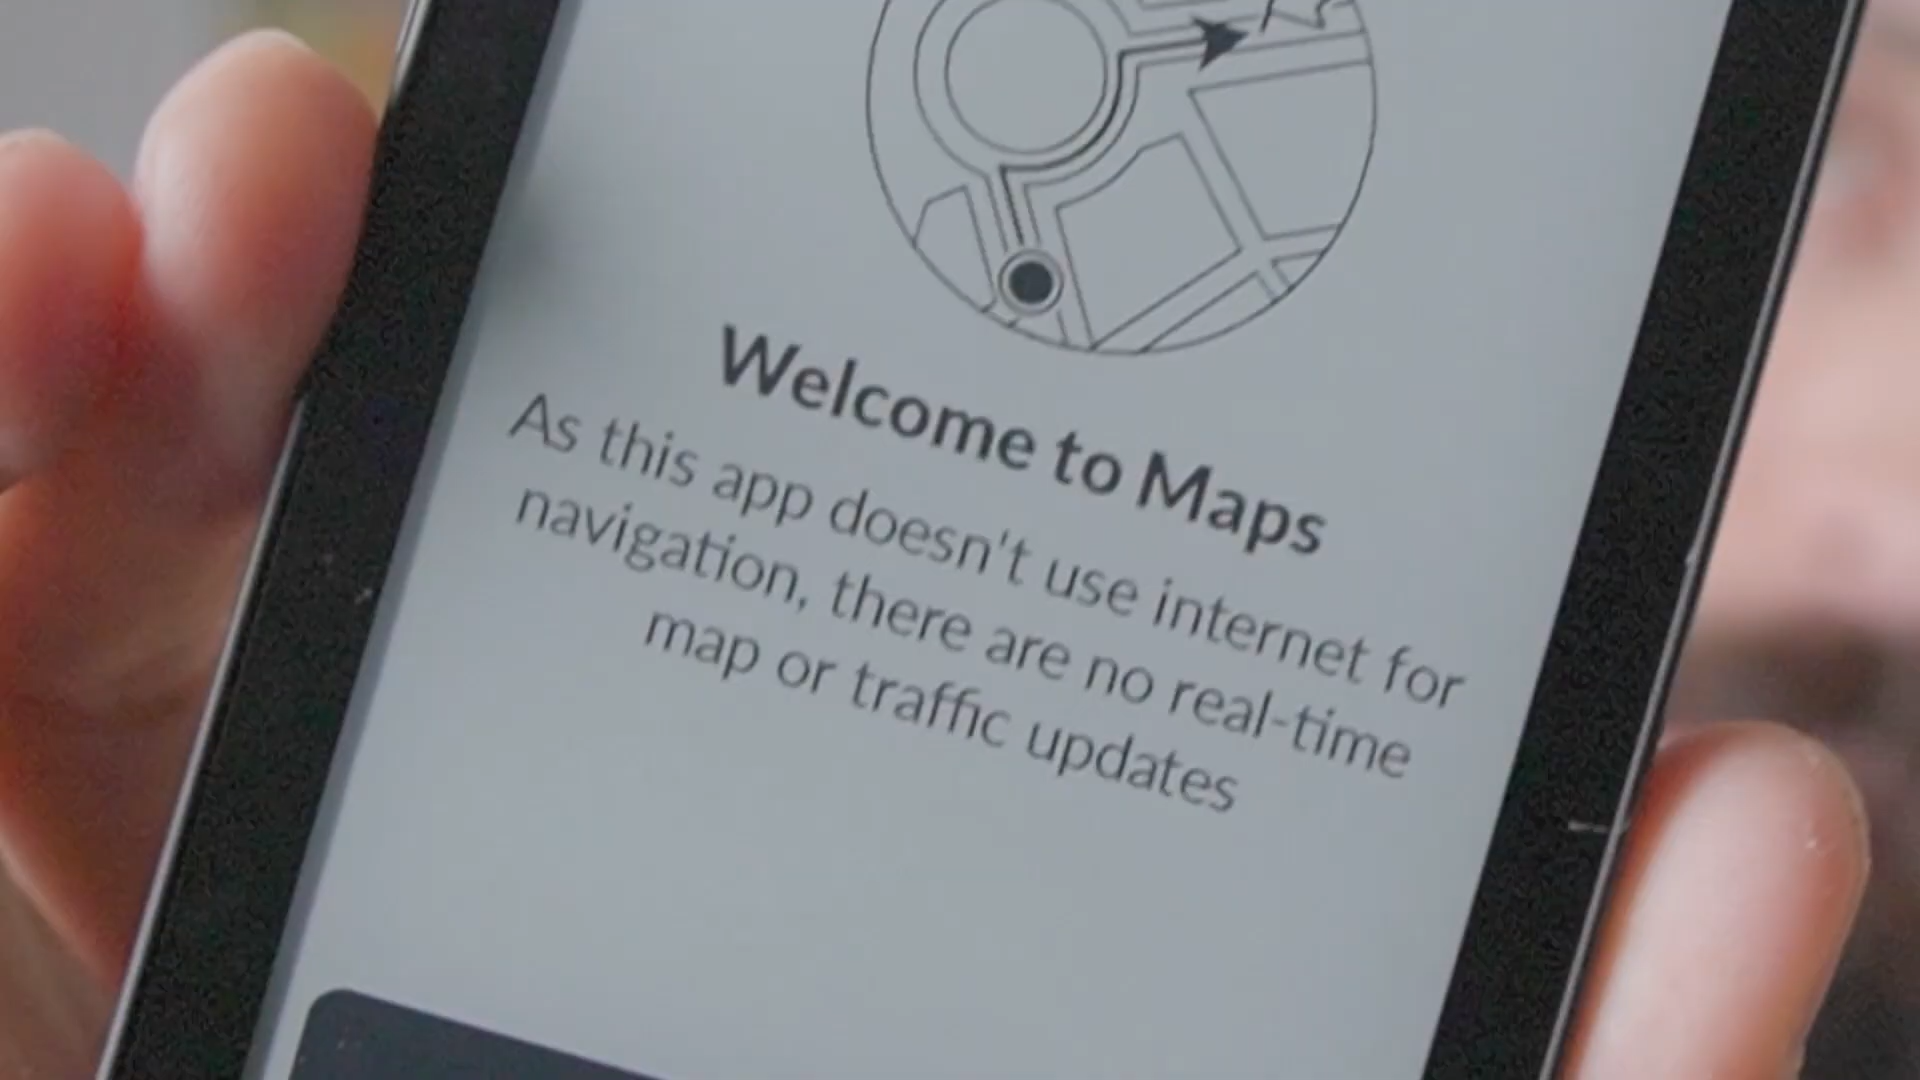 Welcome to Maps
As this app doesn't use internet for
navigation, there are no real-time
map or traffic updates